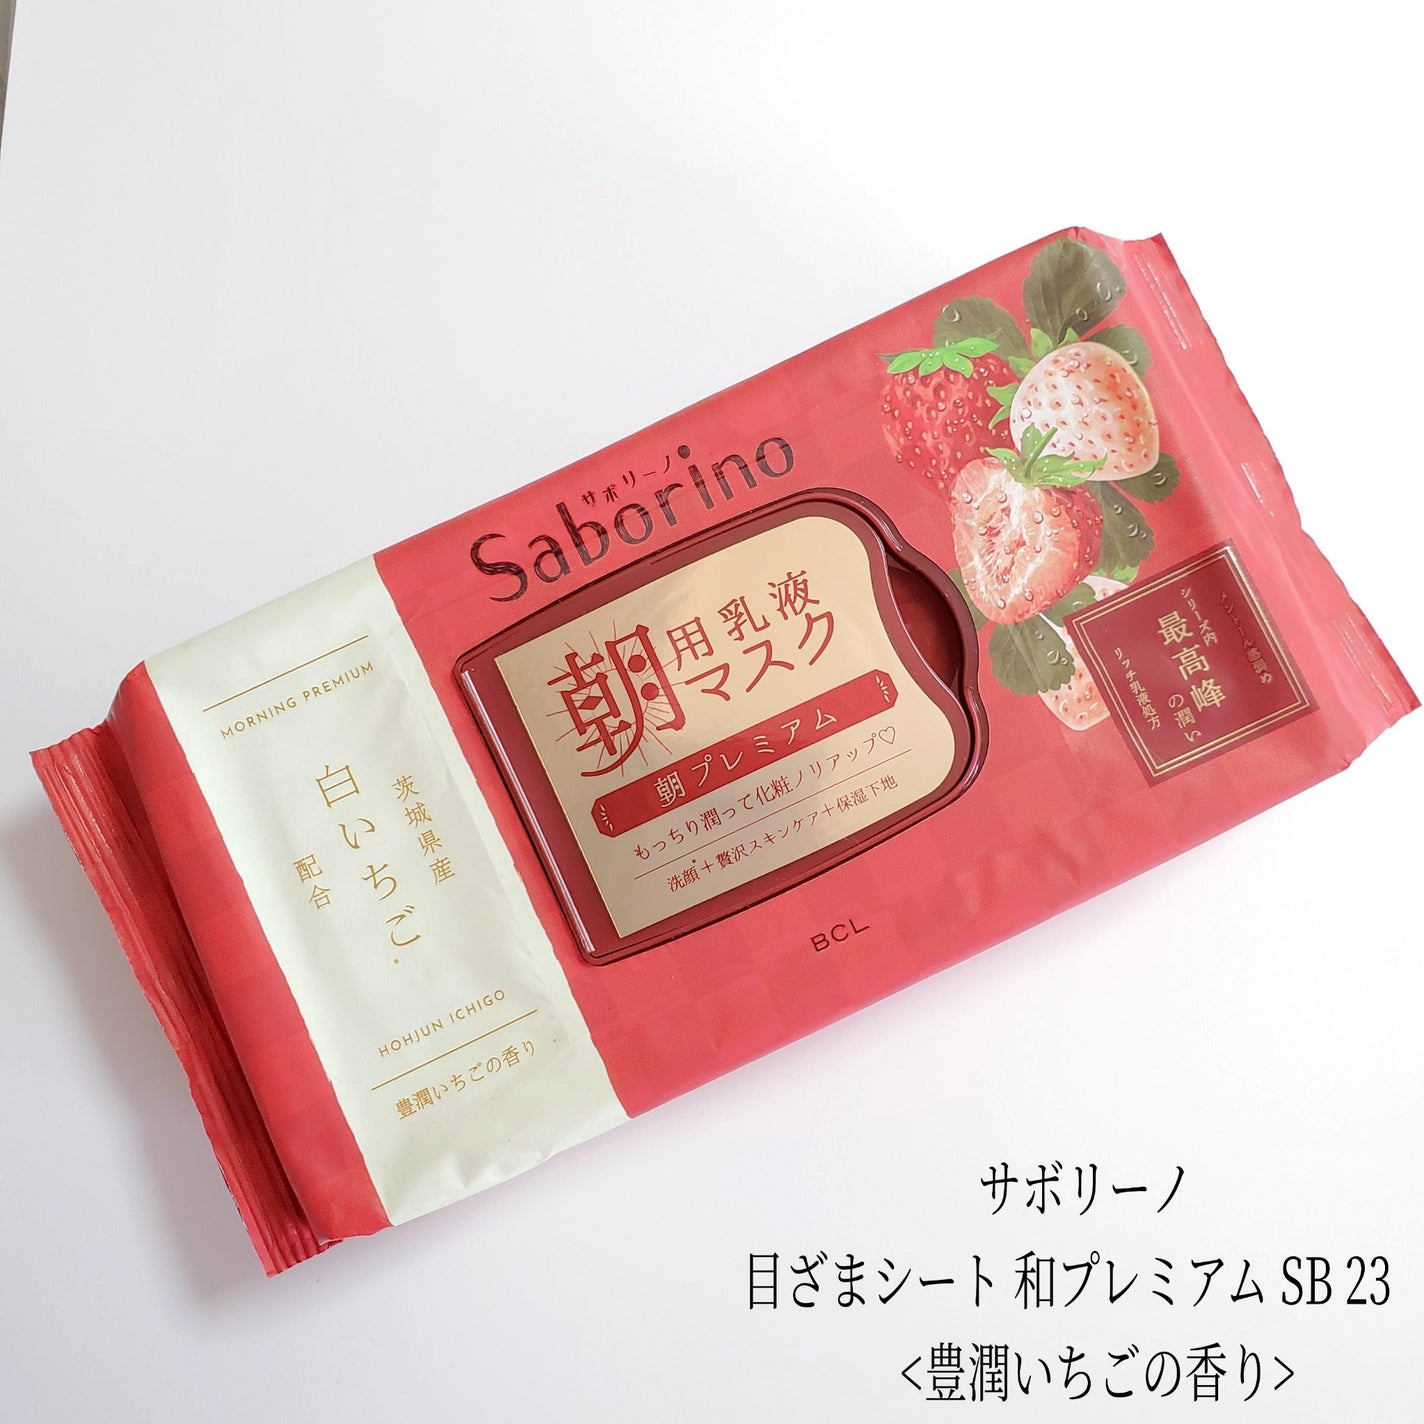 サボリーノ
Saborino
朝用乳液
マスク
朝プレミアム
もっちり潤って化粧ノリアップ♡
洗顔*+贅沢スキンケア+保湿下地
BCL
シリーズ内
最高峰
の潤い
リッチ乳液処方
MORNING PREMIUM
茨城県産
白いちご*
配合
HOHJUN ICHIGO
豊潤いちごの香り
サボリーノ
目ざまシート 和プレミアム SB 23
<豊潤いちごの香り>